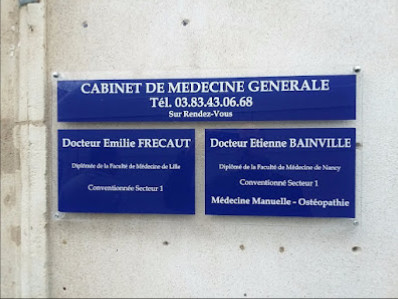 CABINET DE MEDECINE GENERALE
Tél. 03.83.43.06.68
Sur Rendez-Vous
Docteur Emilie FRECAUT
Diplômée de la Faculté de Médecine de Lille
Conventionnée Secteur 1
Docteur Etienne BAINVILLE
Diplômé de la Faculté de Médecine de Nancy
Conventionné Secteur 1
Médecine Manuelle - Ostéopathie